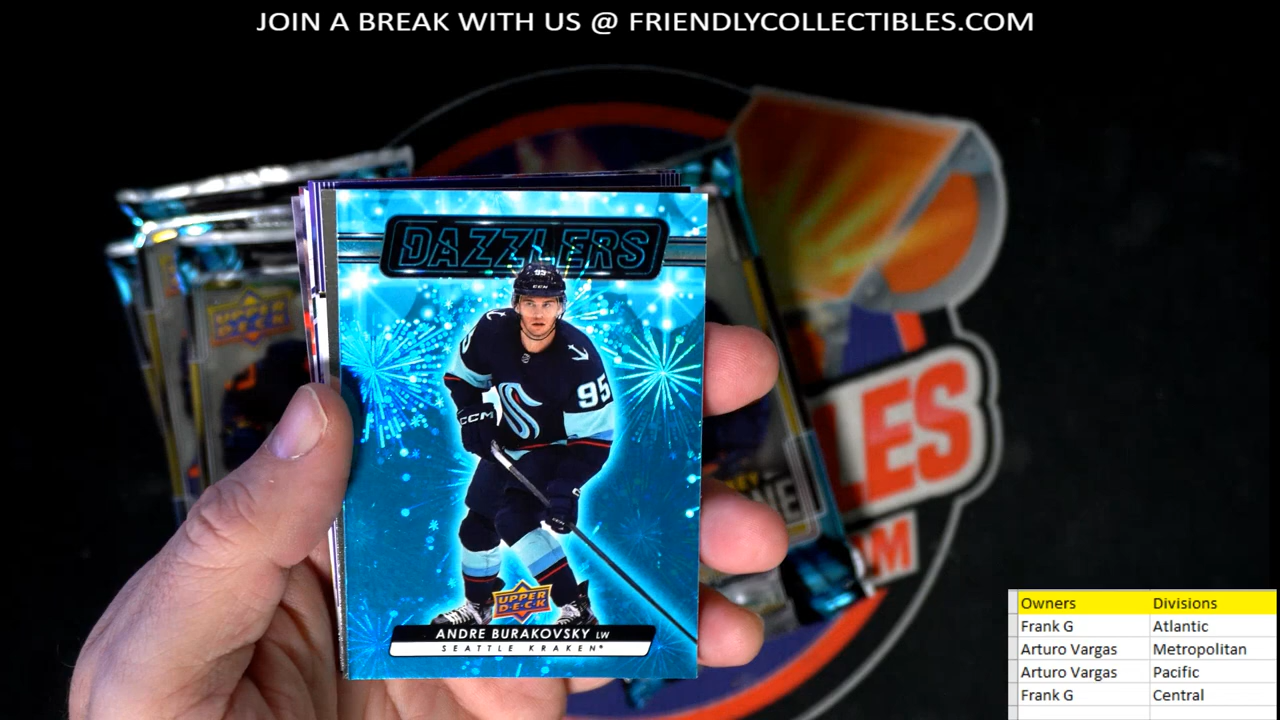 JOIN A BREAK WITH US @ FRIENDLYCOLLECTIBLES.COM
DAZZLERS
95
CCM
95
CCM
UPPER
DECK
ANDRE BURAKOVSKY LW
SEATTLE KRAKEN
UPPER
DECK
LES
Owners Divisions
Frank G Atlantic
Arturo Vargas Metropolitan
Arturo Vargas Pacific
Frank G Central